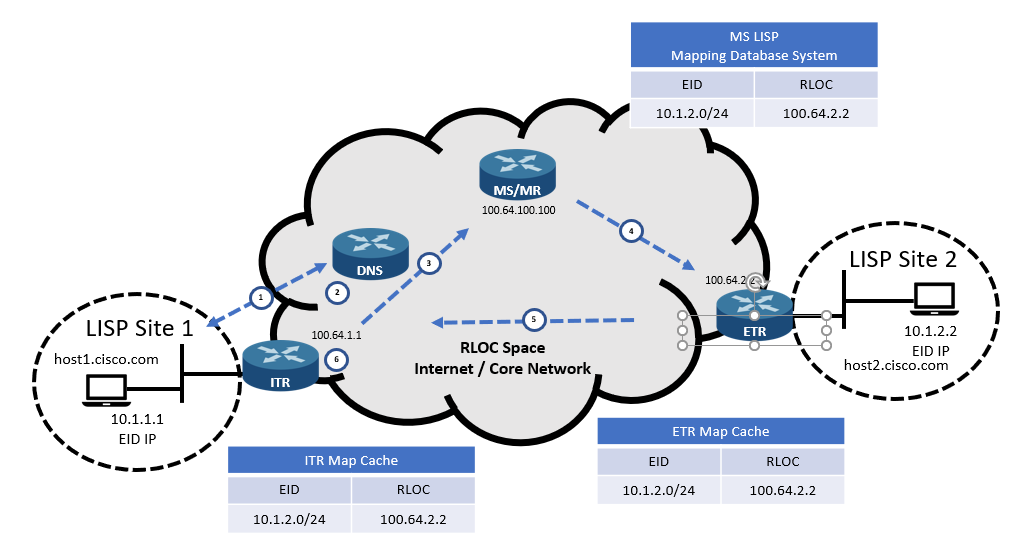 MS LISP
Mapping Database System
EID RLOC
10.1.2.0/24 100.64.2.2
MS/MR
100.64.100.100
4
DNS
3
1
2
100.64.2.2
ETR
LISP Site 2
10.1.2.2
EID IP
host2.cisco.com
LISP Site 1
host1.cisco.com
10.1.1.1
EID IP
100.64.1.1
ITR
6
5
RLOC Space
Internet / Core Network
ETR Map Cache
EID RLOC
10.1.2.0/24 100.64.2.2
ITR Map Cache
EID RLOC
10.1.2.0/24 100.64.2.2